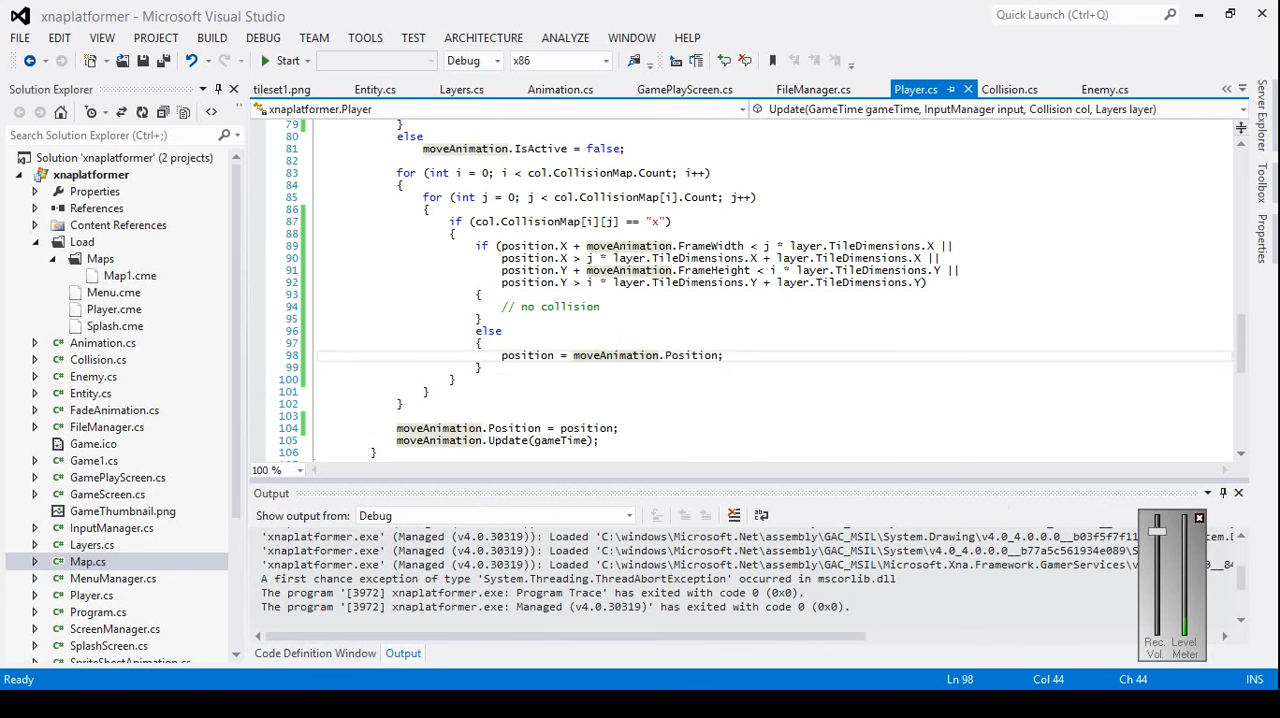 xnaplatformer - Microsoft Visual Studio
Quick Launch (Ctrl+Q)
FILE EDIT VIEW PROJECT BUILD DEBUG TEAM TOOLS TEST ARCHITECTURE ANALYZE WINDOW HELP
Start Debug x86
Solution Explorer
Search Solution Explorer (Ctrl+;)
Solution 'xnaplatformer' (2 projects)
xnaplatformer
Properties
References
Content References
Load
Maps
Map1.cme
Menu.cme
Player.cme
Splash.cme
Animation.cs
Collision.cs
Enemy.cs
Entity.cs
FadeAnimation.cs
FileManager.cs
Game.ico
Game1.cs
GamePlayScreen.cs
GameScreen.cs
GameThumbnail.png
InputManager.cs
Layers.cs
Map.cs
MenuManager.cs
Player.cs
Program.cs
ScreenManager.cs
SplashScreen.cs
SpriteSheetAnimation.cs
tileset1.png Entity.cs Layers.cs Animation.cs GamePlayScreen.cs FileManager.cs Player.cs Collision.cs Enemy.cs
xnaplatformer.Player Update(GameTime gameTime, InputManager input, Collision col, Layers layer)
79 }
80 else
81 moveAnimation.IsActive = false;
82
83 for (int i = 0; i < col.CollisionMap.Count; i++)
84 {
85 for (int j = 0; j < col.CollisionMap[i].Count; j++)
86 {
87 if (col.CollisionMap[i][j] == "x")
88 {
89 if (position.X + moveAnimation.FrameWidth < j * layer.TileDimensions.X ||
90 position.X > j * layer.TileDimensions.X + layer.TileDimensions.X ||
91 position.Y + moveAnimation.FrameHeight < i * layer.TileDimensions.Y ||
92 position.Y > i * layer.TileDimensions.Y + layer.TileDimensions.Y)
93 {
94 // no collision
95 }
96 else
97 {
98 position = moveAnimation.Position;
99 }
100 }
101 }
102 }
103
104 moveAnimation.Position = position;
105 moveAnimation.Update(gameTime);
106 }
100 %
Server Explorer
Toolbox
Properties
Output
Show output from: Debug
'xnaplatformer.exe' (Managed (v4.0.30319)): Loaded 'C:\windows\Microsoft.Net\assembly\GAC_MSIL\System.Drawing\v4.0_4.0.0.0__b03f5f7f11
'xnaplatformer.exe' (Managed (v4.0.30319)): Loaded 'C:\windows\Microsoft.Net\assembly\GAC_MSIL\System\v4.0_4.0.0.0__b77a5c561934e089\S
'xnaplatformer.exe' (Managed (v4.0.30319)): Loaded 'C:\windows\Microsoft.Net\assembly\GAC_MSIL\Microsoft.Xna.Framework.GamerServices\v
A first chance exception of type 'System.Threading.ThreadAbortException' occurred in mscorlib.dll
The program '[3972] xnaplatformer.exe: Program Trace' has exited with code 0 (0x0).
The program '[3972] xnaplatformer.exe: Managed (v4.0.30319)' has exited with code 0 (0x0).
Rec. Vol. Level Meter
Code Definition Window Output
Ready Ln 98 Col 44 Ch 44 INS